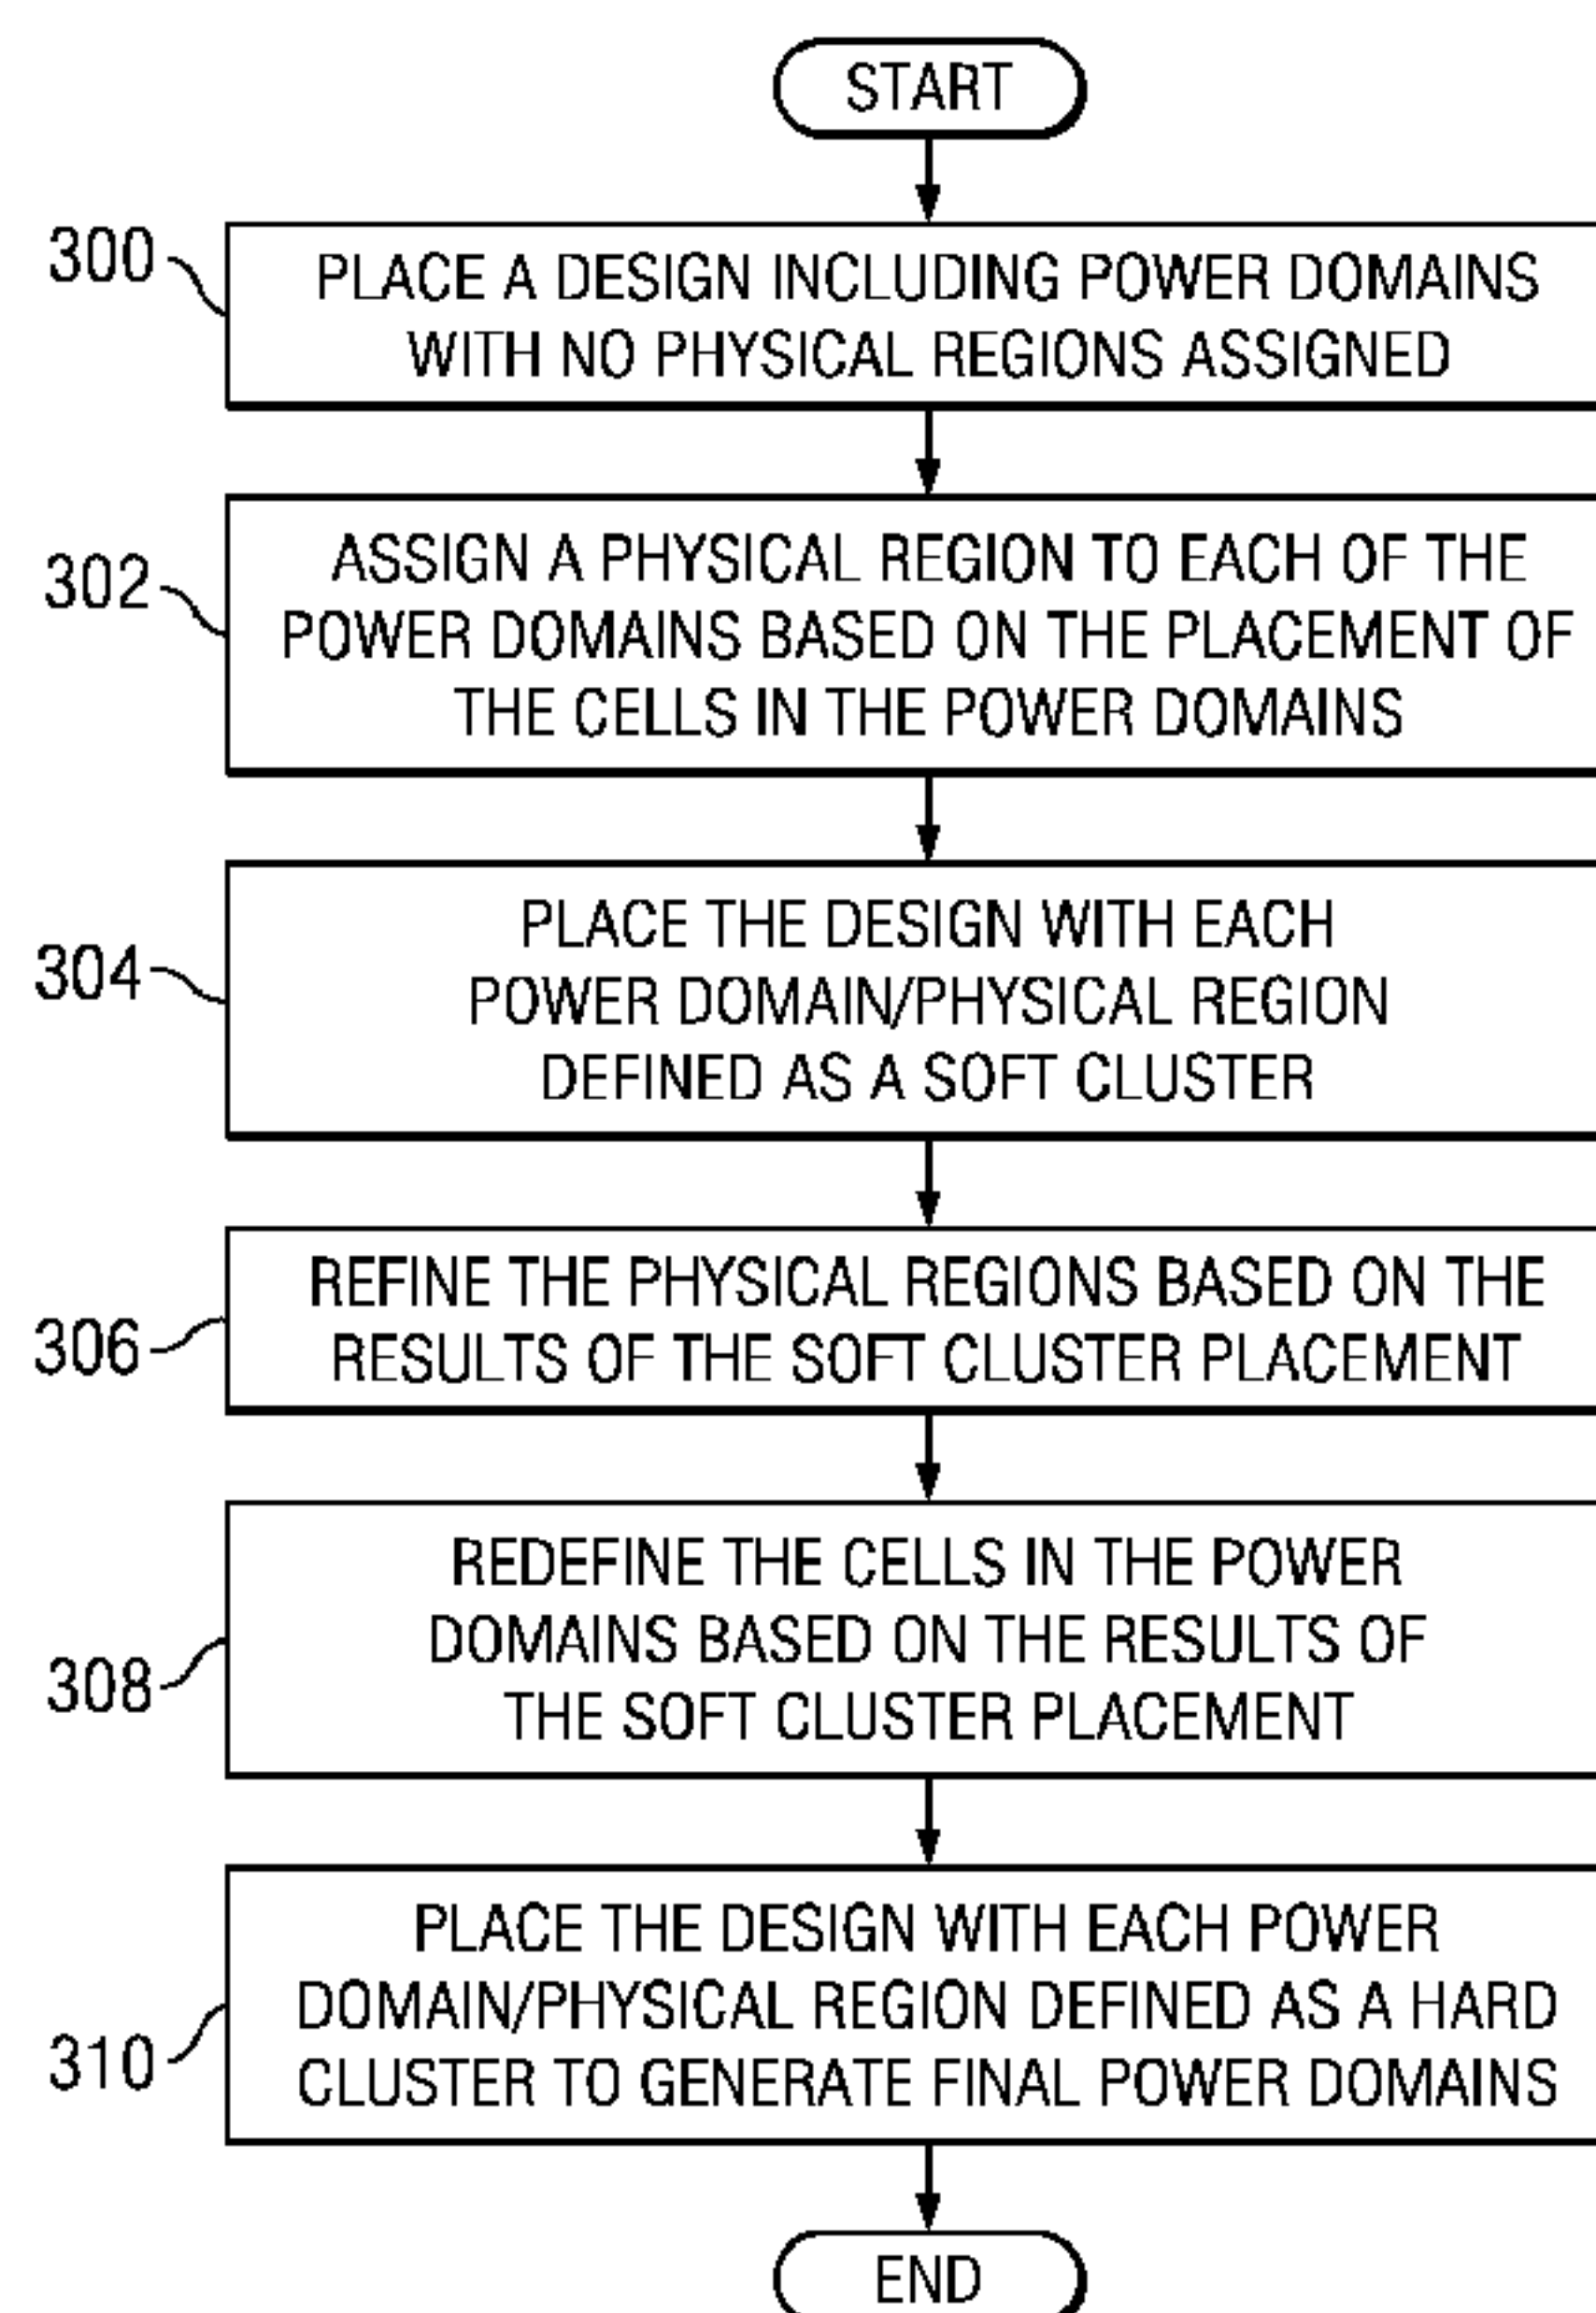 START
300
PLACE A DESIGN INCLUDING POWER DOMAINS
WITH NO PHYSICAL REGIONS ASSIGNED
302
ASSIGN A PHYSICAL REGION TO EACH OF THE
POWER DOMAINS BASED ON THE PLACEMENT OF
THE CELLS IN THE POWER DOMAINS
304
PLACE THE DESIGN WITH EACH
POWER DOMAIN/PHYSICAL REGION
DEFINED AS A SOFT CLUSTER
306
REFINE THE PHYSICAL REGIONS BASED ON THE
RESULTS OF THE SOFT CLUSTER PLACEMENT
308
REDEFINE THE CELLS IN THE POWER
DOMAINS BASED ON THE RESULTS OF
THE SOFT CLUSTER PLACEMENT
310
PLACE THE DESIGN WITH EACH POWER
DOMAIN/PHYSICAL REGION DEFINED AS A HARD
CLUSTER TO GENERATE FINAL POWER DOMAINS
END